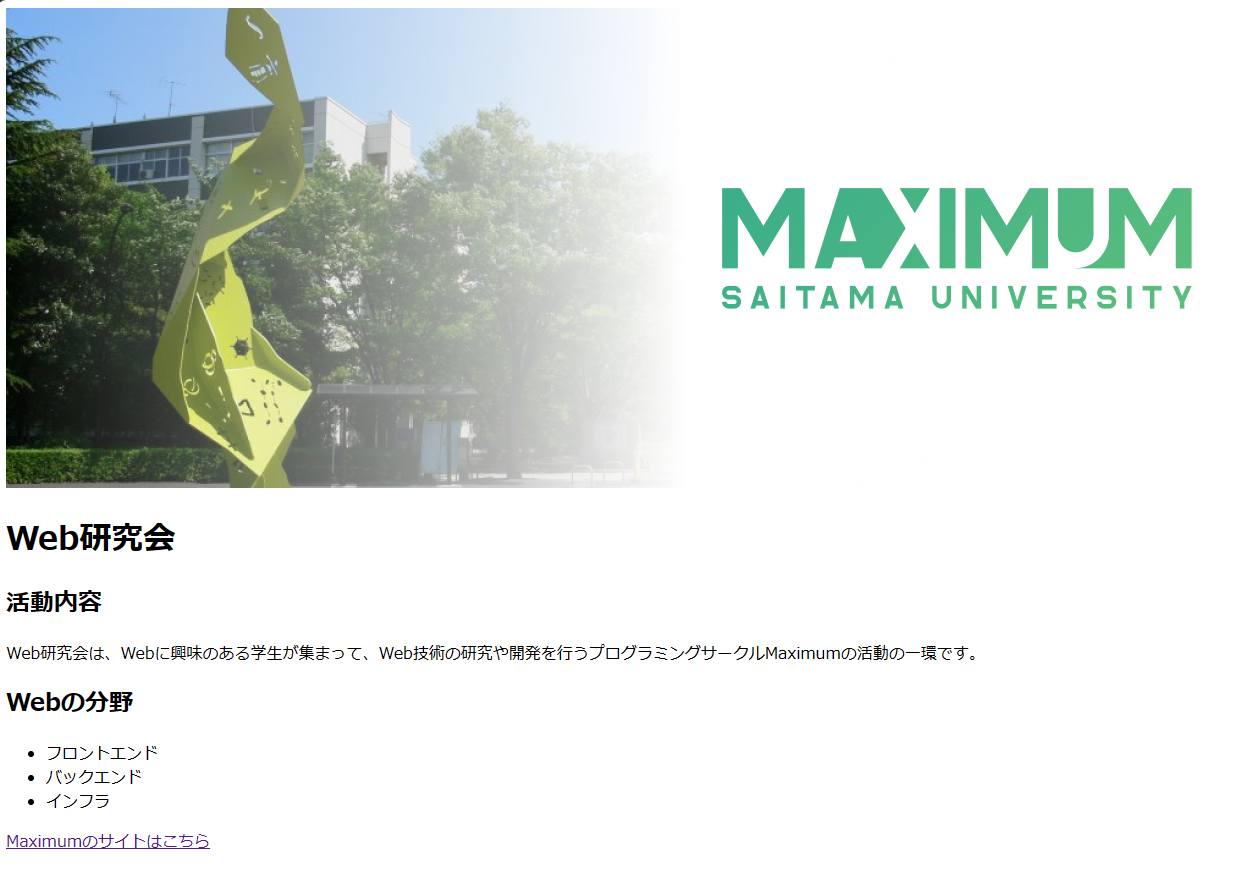 MAXIMUM
SAITAMA UNIVERSITY
Web研究会
活動内容
Web研究会は、Webに興味のある学生が集まって、Web技術の研究や開発を行うプログラミングサークルMaximumの活動の一環です。
Webの分野
フロントエンド
バックエンド
インフラ
Maximumのサイトはこちら